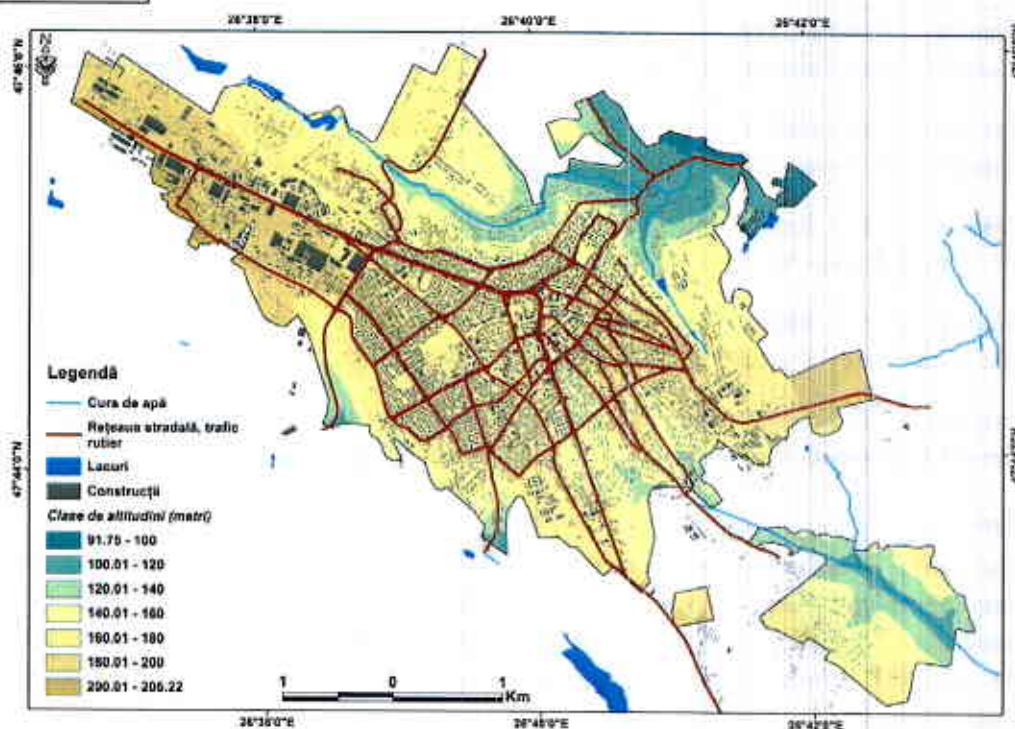 26°38'0"E 26°40'0"E 26°42'0"E
47°46'0"N
Legendă
Curs de apă
Rețeaua stradală, trafic
rutier
Lacuri
Construcții
Clase de altitudini (metri)
91.75 - 100
100.01 - 120
120.01 - 140
140.01 - 160
160.01 - 180
180.01 - 200
200.01 - 205.22
47°44'0"N
1 0 1
Km
26°38'0"E 26°40'0"E 26°42'0"E